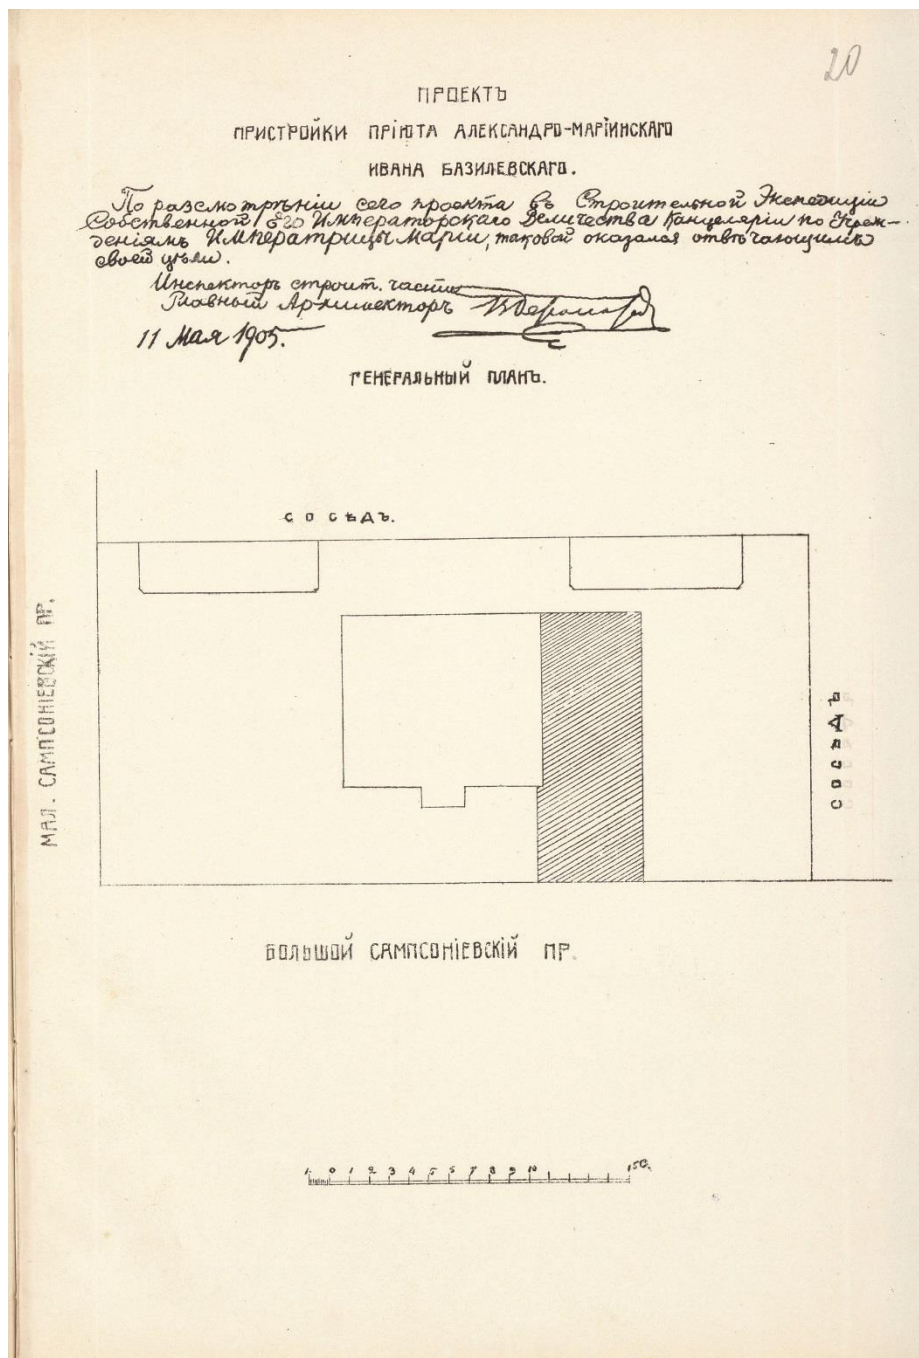 20
ПРОЕКТЪ
ПРИСТРОЙКИ ПРІЮТА АЛЕКСАНДРО-МАРІИНСКАГО
ИВАНА БАЗИЛЕВСКАГО.
По разсмотрѣніи сего проекта въ Строительной Экспедиціи
Собственной Его Императорскаго Величества Канцеляріи по Учреж-
деніямъ Императрицы Маріи, таковой оказался отвѣчающимъ
своей цѣли.
Инспекторъ строит. части
Главный Архитекторъ
11 Мая 1905.
ГЕНЕРАЛЬНЫЙ ПЛАНЪ.
СОСѢДЪ.
МАЛ. САМПСОНІЕВСКІЙ ПР.
СОСѢДЪ
БОЛЬШОЙ САМПСОНІЕВСКІЙ ПР.
1 0 1 2 3 4 5 6 7 8 9 10 15С.